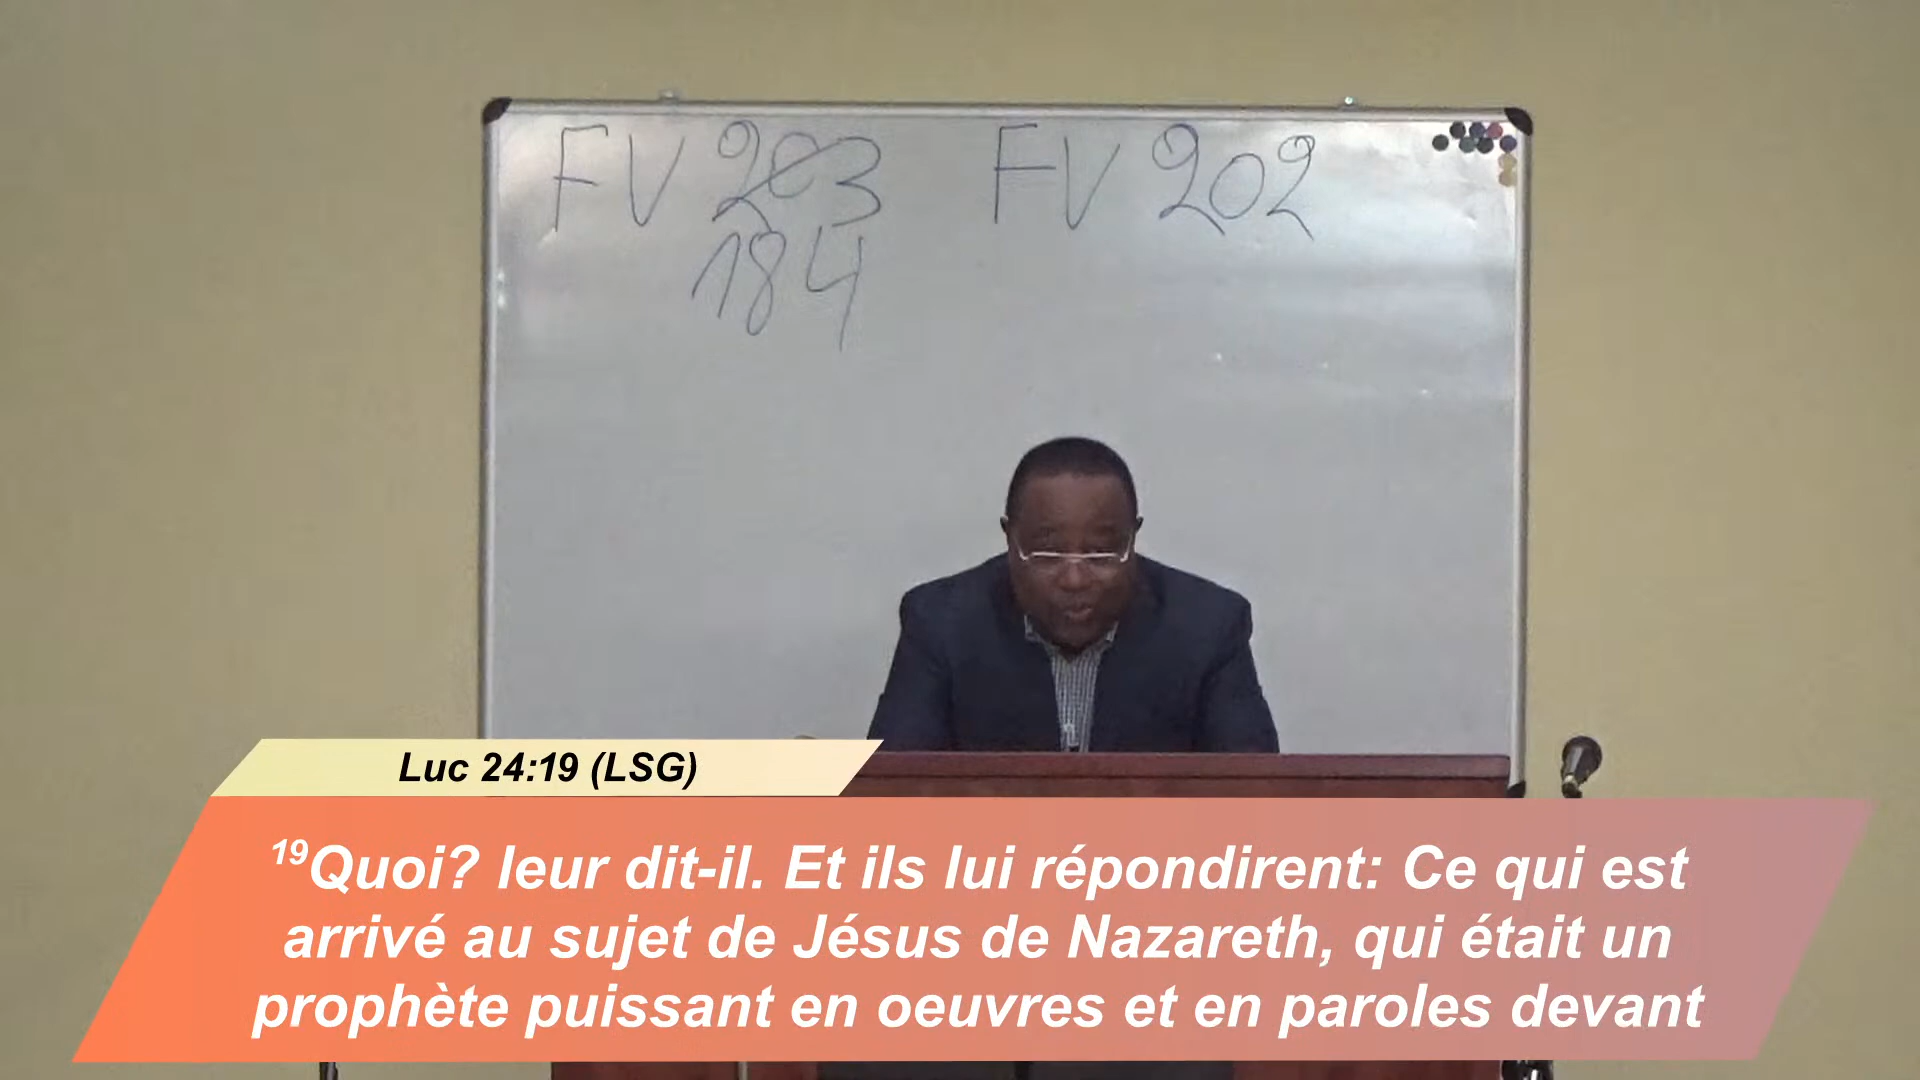 FV 203 FV 202
184
Luc 24:19 (LSG)
19Quoi? leur dit-il. Et ils lui répondirent: Ce qui est
arrivé au sujet de Jésus de Nazareth, qui était un
prophète puissant en oeuvres et en paroles devant